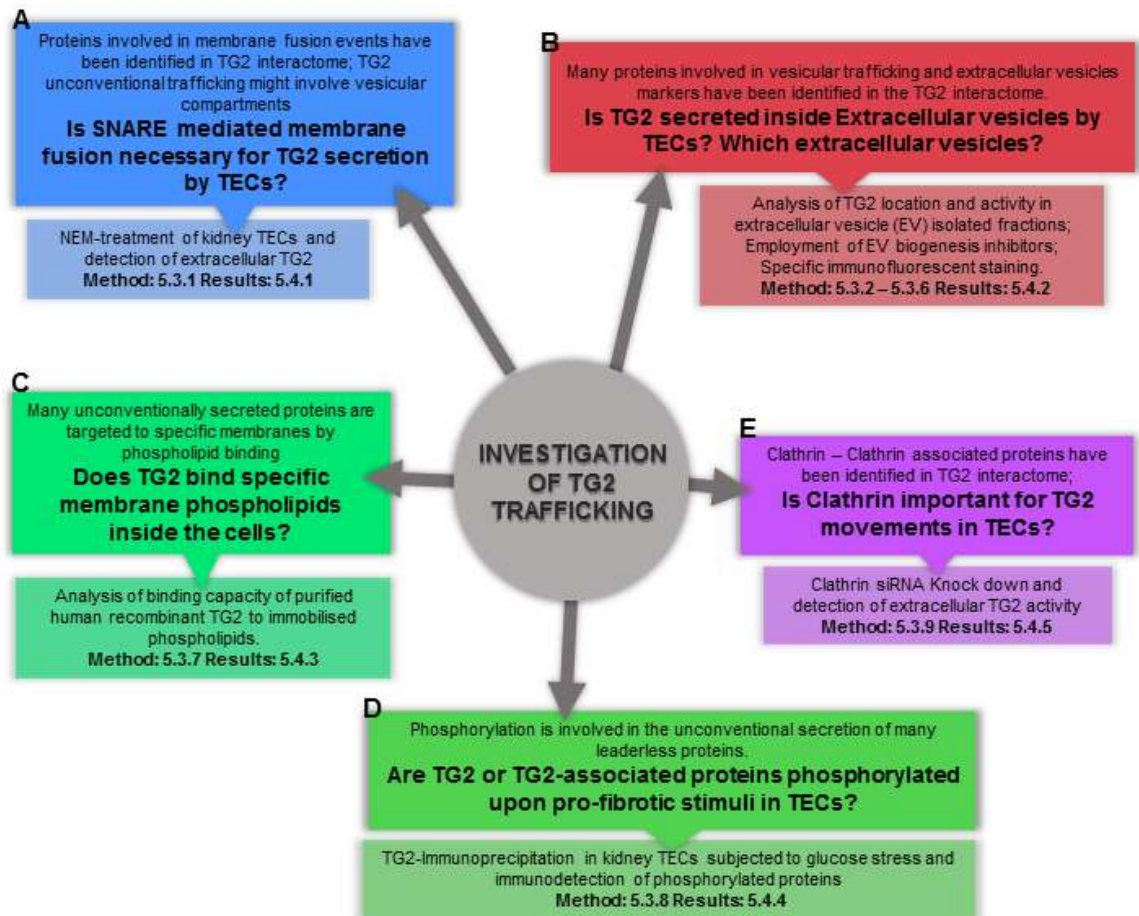 A
Proteins involved in membrane fusion events have
been identified in TG2 interactome; TG2
unconventional trafficking might involve vesicular
compartments
Is SNARE mediated membrane
fusion necessary for TG2 secretion
by TECs?
NEM-treatment of kidney TECs and
detection of extracellular TG2
Method: 5.3.1 Results: 5.4.1
B
Many proteins involved in vesicular trafficking and extracellular vesicles
markers have been identified in the TG2 interactome.
Is TG2 secreted inside Extracellular vesicles by
TECs? Which extracellular vesicles?
Analysis of TG2 location and activity in
extracellular vesicle (EV) isolated fractions;
Employment of EV biogenesis inhibitors;
Specific immunofluorescent staining.
Method: 5.3.2 – 5.3.6 Results: 5.4.2
C
Many unconventionally secreted proteins are
targeted to specific membranes by
phospholipid binding
Does TG2 bind specific
membrane phospholipids
inside the cells?
Analysis of binding capacity of purified
human recombinant TG2 to immobilised
phospholipids.
Method: 5.3.7 Results: 5.4.3
INVESTIGATION
OF TG2
TRAFFICKING
E
Clathrin – Clathrin associated proteins have
been identified in TG2 interactome;
Is Clathrin important for TG2
movements in TECs?
Clathrin siRNA Knock down and
detection of extracellular TG2 activity
Method: 5.3.9 Results: 5.4.5
D
Phosphorylation is involved in the unconventional secretion of many
leaderless proteins.
Are TG2 or TG2-associated proteins phosphorylated
upon pro-fibrotic stimuli in TECs?
TG2-Immunoprecipitation in kidney TECs subjected to glucose stress and
immunodetection of phosphorylated proteins
Method: 5.3.8 Results: 5.4.4